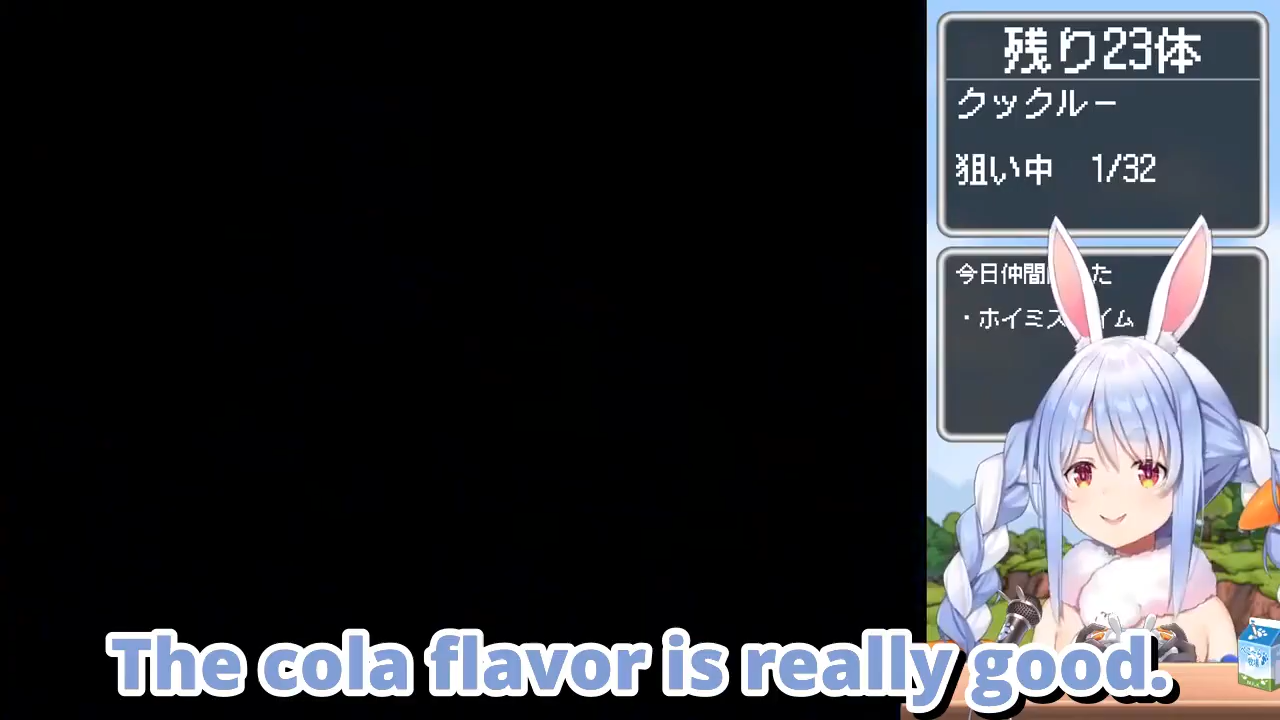 残り23体
クックルー
狙い中 1/32
今日仲間 た
・ホイミス イム
The cola flavor is really good.